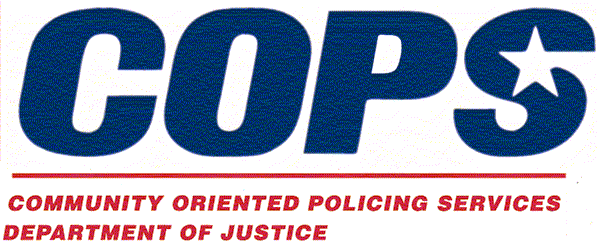 COPS
COMMUNITY ORIENTED POLICING SERVICES
DEPARTMENT OF JUSTICE